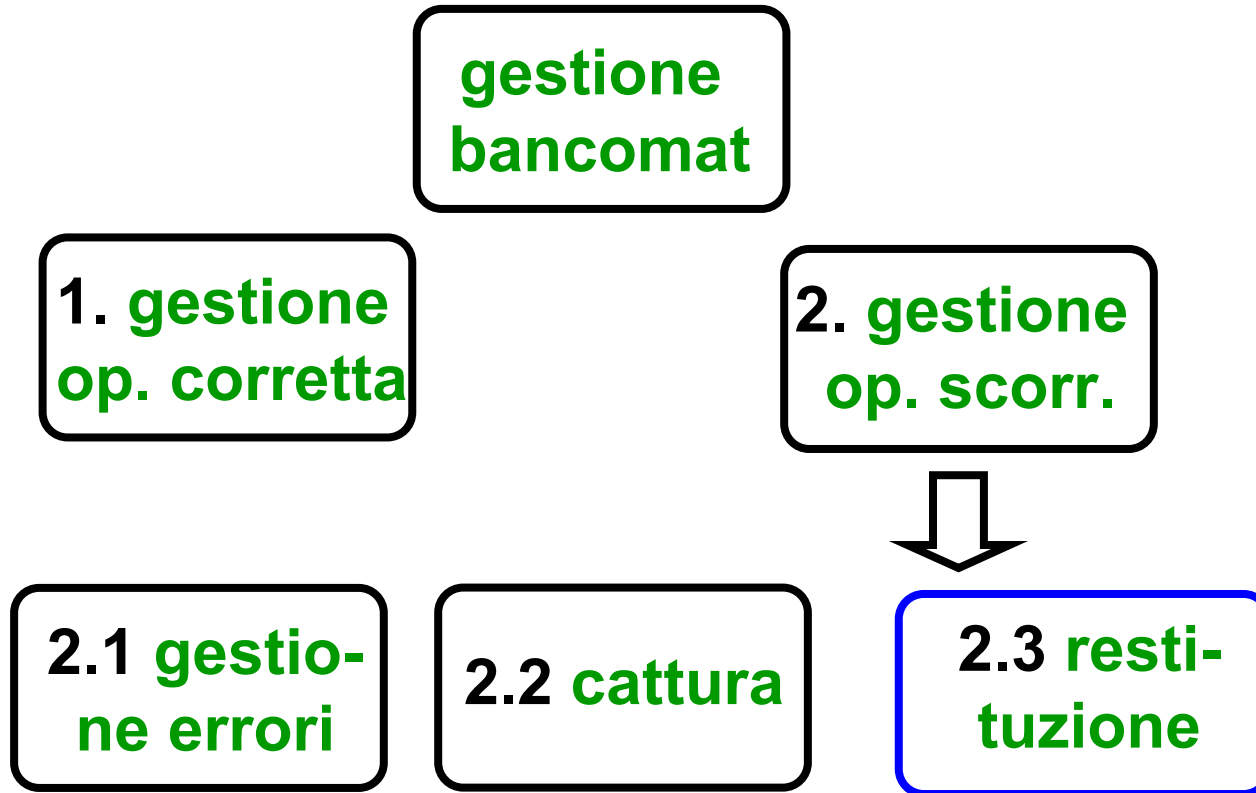 gestione
bancomat
1. gestione
op. corretta
2. gestione
op. scorr.
2.1 gestio-
ne errori
2.2 cattura
2.3 resti-
tuzione